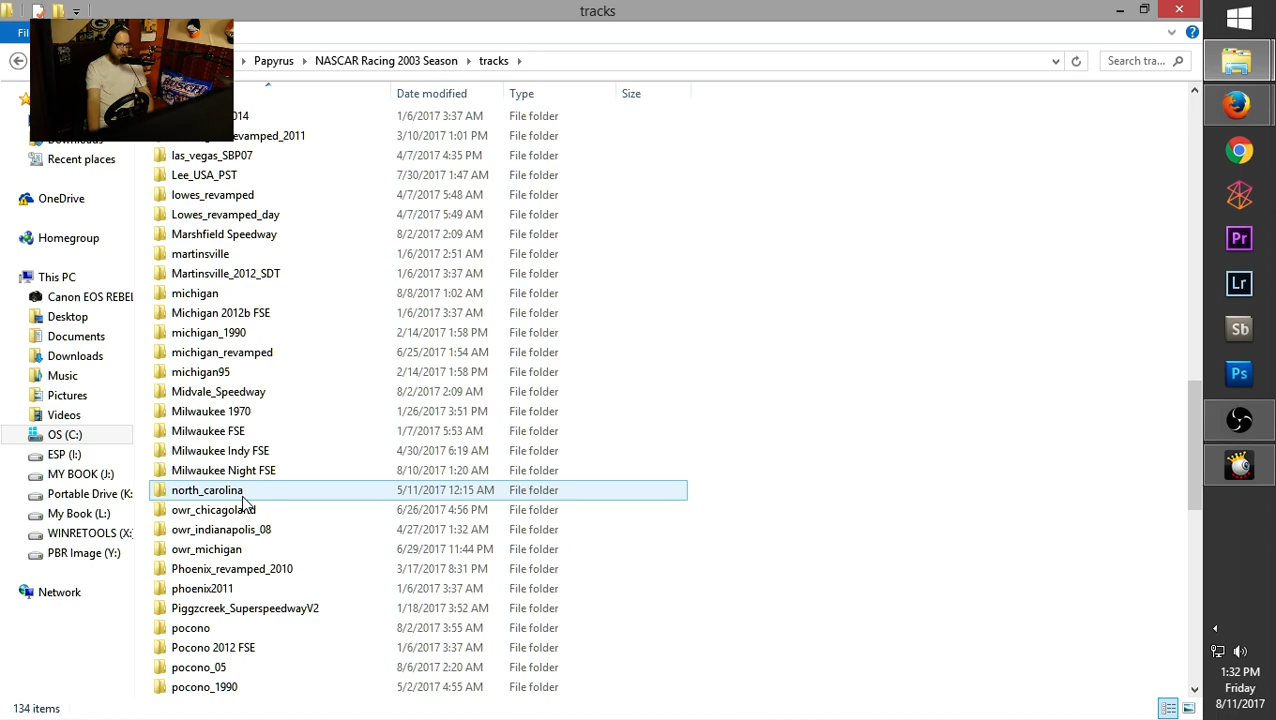 tracks
Fil
Papyrus
NASCAR Racing 2003 Season
tracks
Search tra...
Date modified
Type
Size
014 1/6/2017 3:37 AM File folder
revamped_2011 3/10/2017 1:01 PM File folder
las_vegas_SBP07 4/7/2017 4:35 PM File folder
Lee_USA_PST 7/30/2017 1:47 AM File folder
lowes_revamped 4/7/2017 5:48 AM File folder
Lowes_revamped_day 4/7/2017 5:49 AM File folder
Marshfield Speedway 8/2/2017 2:09 AM File folder
martinsville 1/6/2017 2:51 AM File folder
Martinsville_2012_SDT 1/6/2017 3:37 AM File folder
michigan 8/8/2017 1:02 AM File folder
Michigan 2012b FSE 1/6/2017 3:37 AM File folder
michigan_1990 2/14/2017 1:58 PM File folder
michigan_revamped 6/25/2017 1:54 AM File folder
michigan95 2/14/2017 1:58 PM File folder
Midvale_Speedway 8/2/2017 2:09 AM File folder
Milwaukee 1970 1/26/2017 3:51 PM File folder
Milwaukee FSE 1/7/2017 5:53 AM File folder
Milwaukee Indy FSE 4/30/2017 6:19 AM File folder
Milwaukee Night FSE 8/10/2017 1:20 AM File folder
north_carolina 5/11/2017 12:15 AM File folder
owr_chicagoland 6/26/2017 4:56 PM File folder
owr_indianapolis_08 4/27/2017 1:32 AM File folder
owr_michigan 6/29/2017 11:44 PM File folder
Phoenix_revamped_2010 3/17/2017 8:31 PM File folder
phoenix2011 1/6/2017 3:37 AM File folder
Piggzcreek_SuperspeedwayV2 1/18/2017 3:52 AM File folder
pocono 8/2/2017 3:55 AM File folder
Pocono 2012 FSE 1/6/2017 3:37 AM File folder
pocono_05 8/6/2017 2:20 AM File folder
pocono_1990 5/2/2017 4:55 AM File folder
Downloads
Recent places
OneDrive
Homegroup
This PC
Canon EOS REBEL
Desktop
Documents
Downloads
Music
Pictures
Videos
OS (C:)
ESP (I:)
MY BOOK (J:)
Portable Drive (K:
My Book (L:)
WINRETOOLS (X:)
PBR Image (Y:)
Network
134 items
Pr
Lr
Sb
Ps
1:32 PM
Friday
8/11/2017